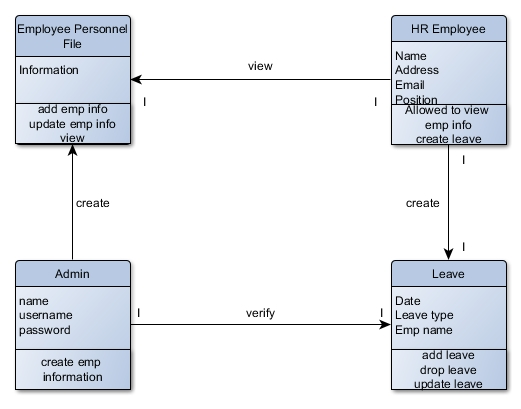 Employee Personnel
File
Information
add emp info
update emp info
view
view
I
I
HR Employee
Name
Address
Email
Position
Allowed to view
emp info
create leave
I
create
create
I
Admin
name
username
password
create emp
information
I
verify
I
Leave
Date
Leave type
Emp name
add leave
drop leave
update leave